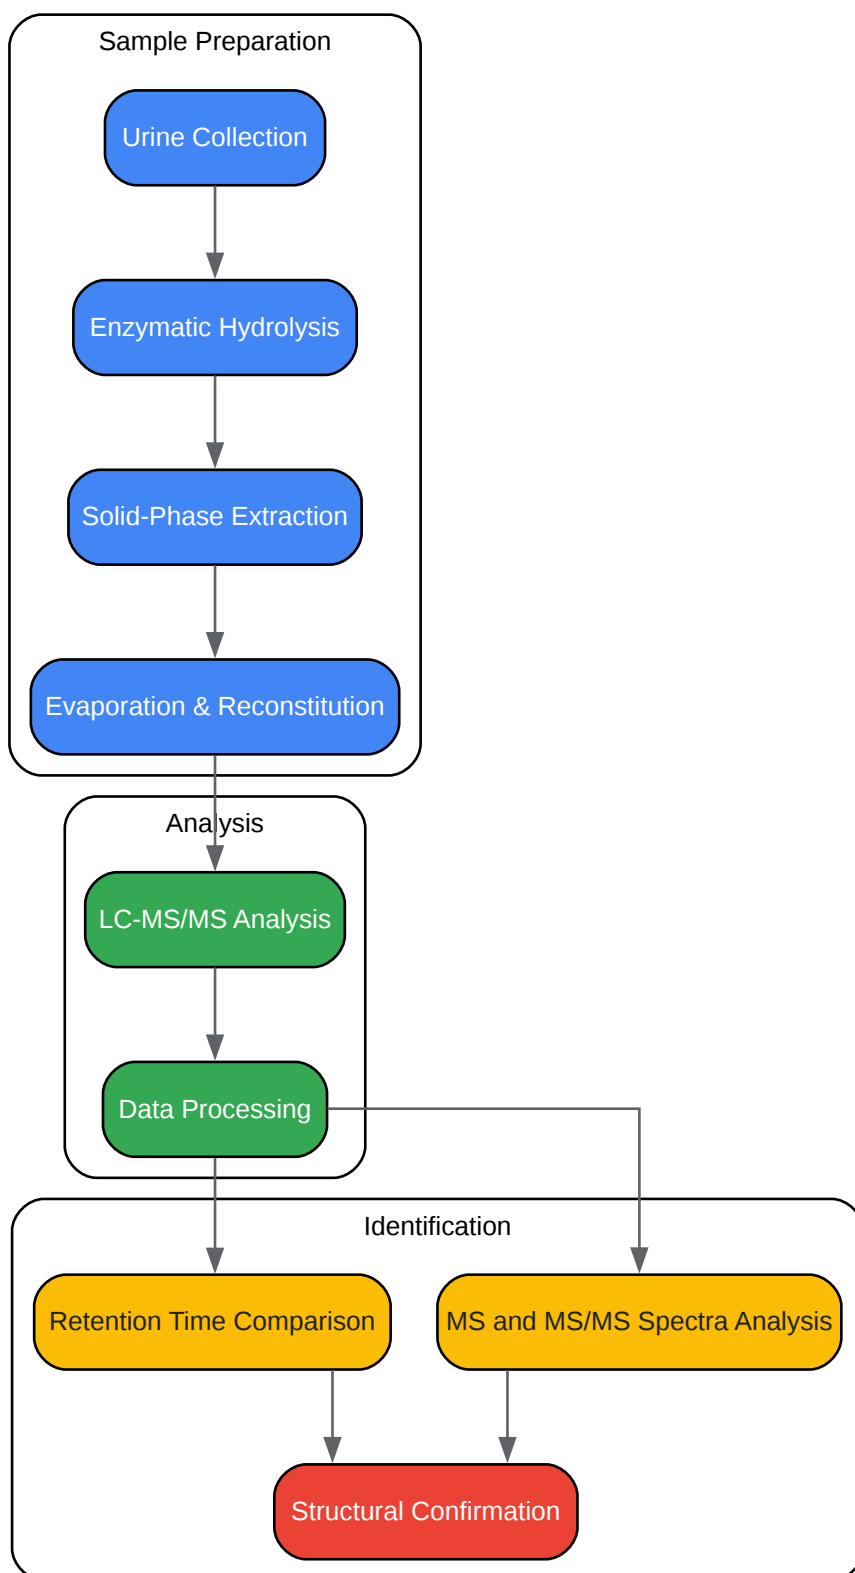 Sample Preparation
Urine Collection
Enzymatic Hydrolysis
Solid-Phase Extraction
Evaporation & Reconstitution
Analysis
LC-MS/MS Analysis
Data Processing
Identification
Retention Time Comparison
MS and MS/MS Spectra Analysis
Structural Confirmation